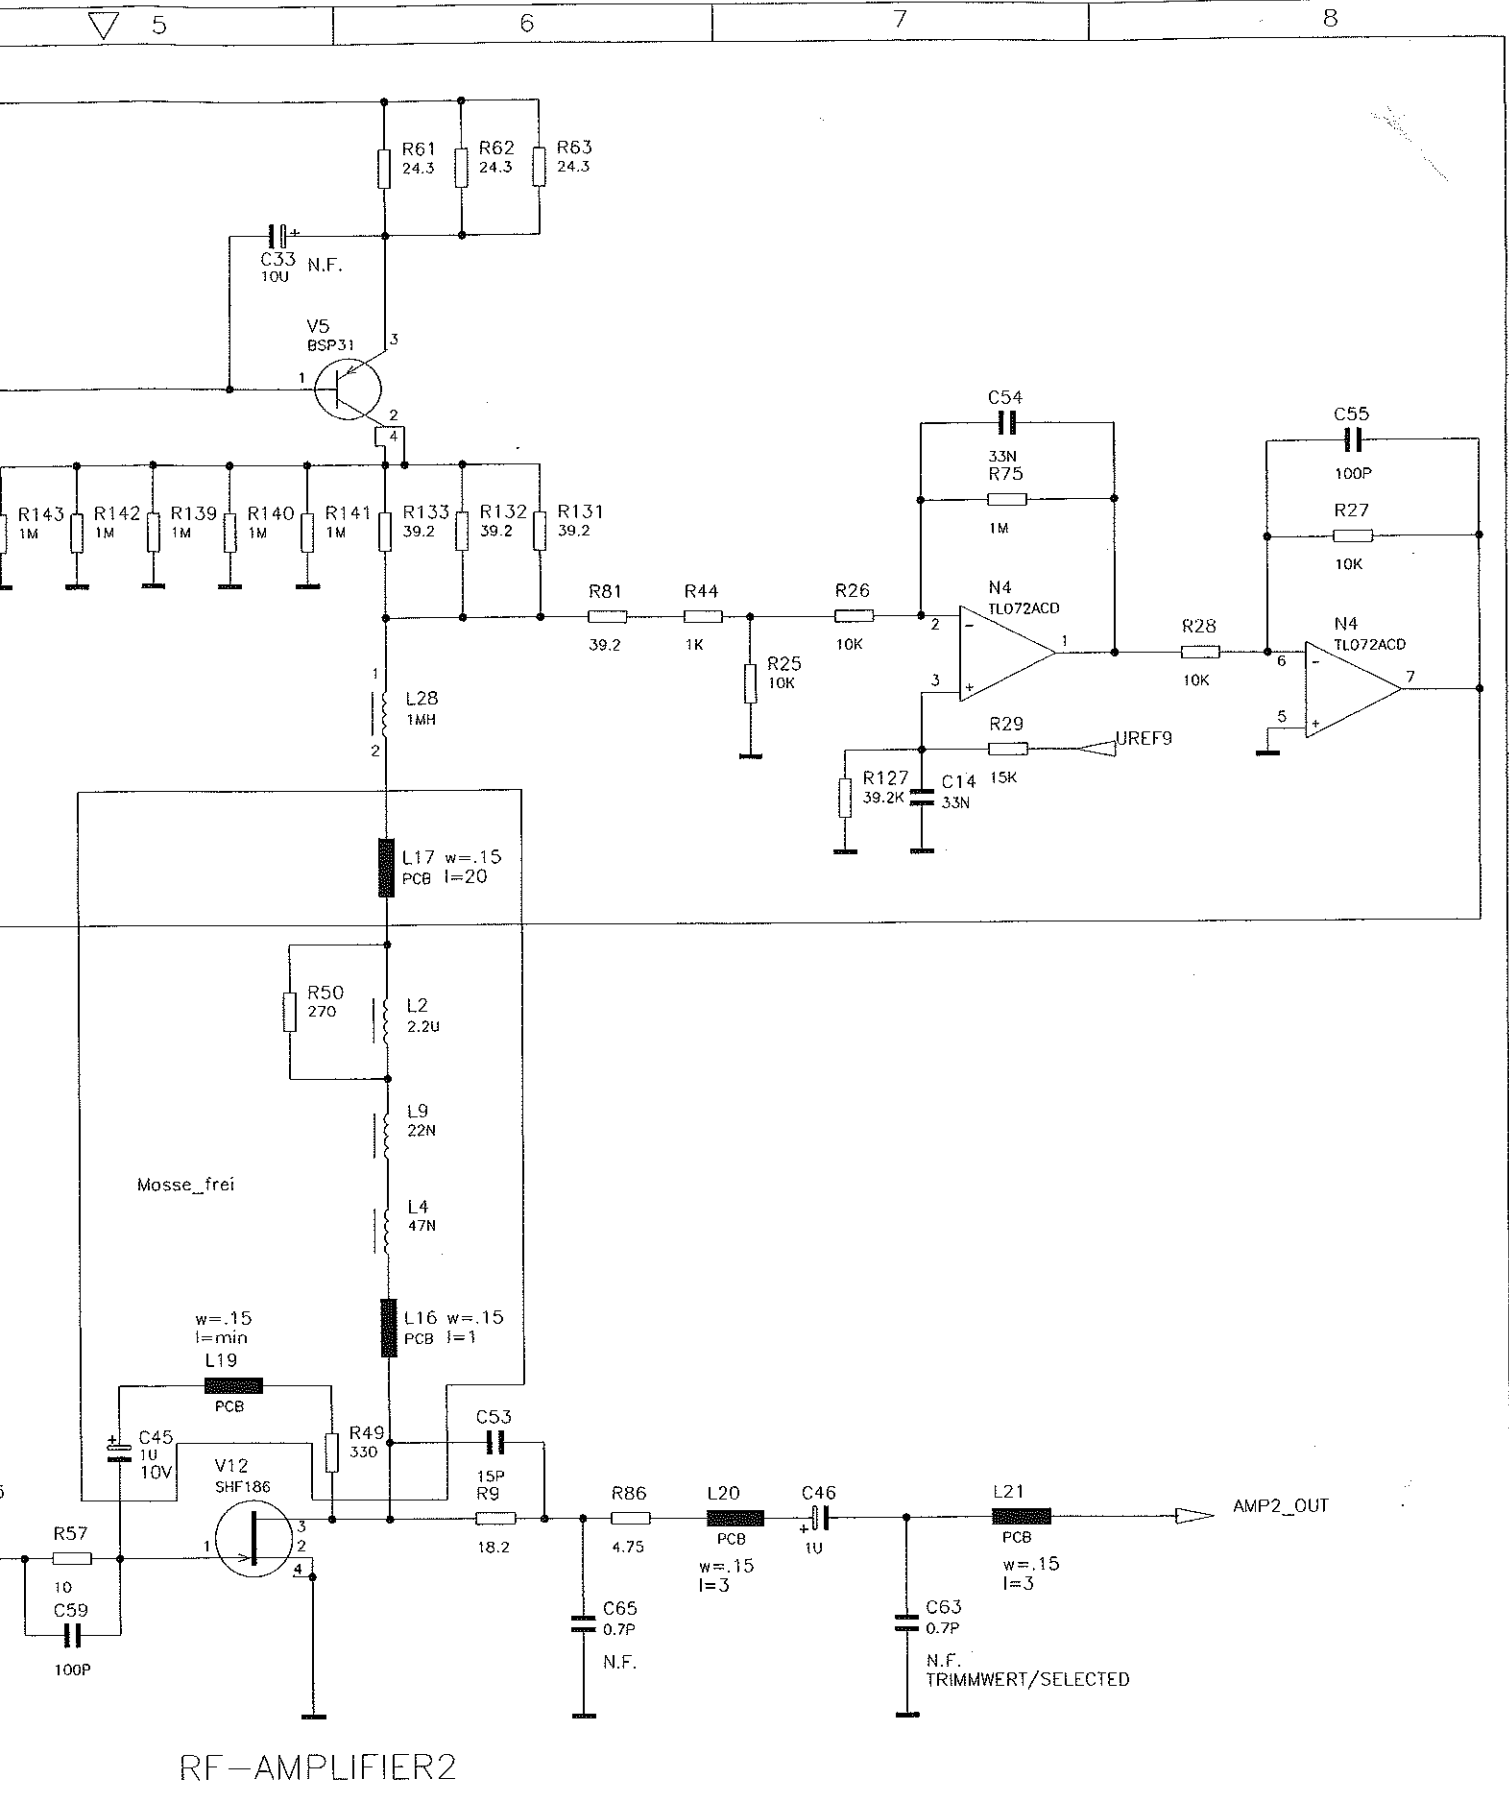 5
6
7
8
R61
24.3
R62
24.3
R63
24.3
+
C33
10U
N.F.
V5
BSP31
3
1
2
4
R143
1M
R142
1M
R139
1M
R140
1M
R141
1M
R133
39.2
R132
39.2
R131
39.2
R81
39.2
R44
1K
R25
10K
R26
10K
C54
33N
R75
1M
N4
TL072ACD
2
-
3
+
1
R29
15K
UREF9
R127
39.2K
C14
33N
R28
10K
C55
100P
R27
10K
N4
TL072ACD
6
-
5
+
7
1
L28
1MH
2
L17 w=.15
PCB l=20
R50
270
L2
2.2U
L9
22N
Mosse_frei
L4
47N
L16 w=.15
PCB l=1
w=.15
l=min
L19
PCB
+
C45
1U
10V
R49
330
V12
SHF186
3
1
2
4
R57
10
C59
100P
C53
15P
R9
18.2
R86
4.75
L20
PCB
w=.15
l=3
C46
+
1U
L21
PCB
w=.15
l=3
AMP2_OUT
C65
0.7P
N.F.
C63
0.7P
N.F.
TRIMMWERT/SELECTED
RF-AMPLIFIER2